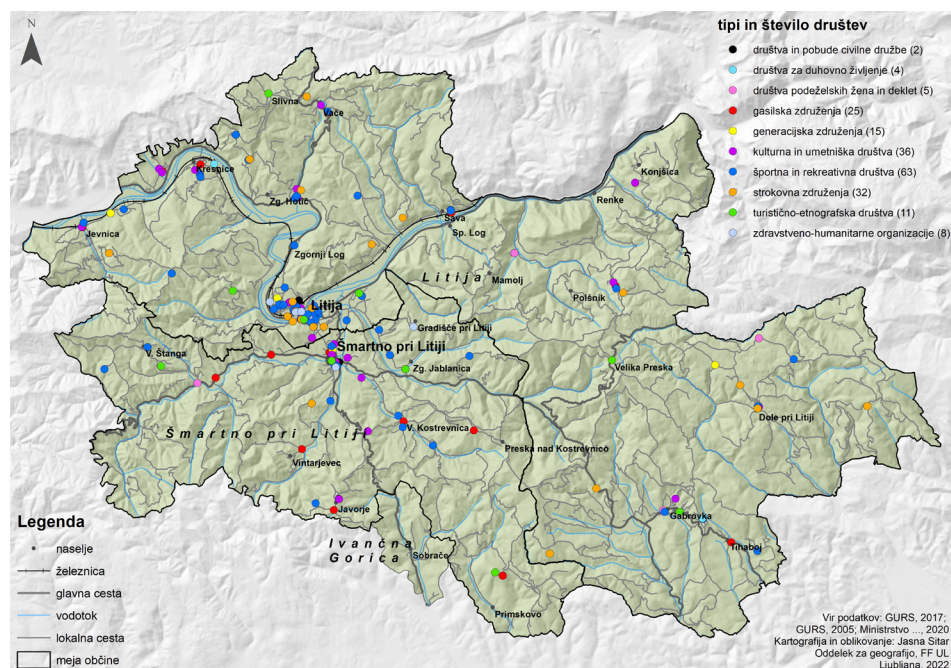 N
tipi in število društev
društva in pobude civilne družbe (2)
društva za duhovno življenje (4)
društva podeželskih žena in deklet (5)
gasilska združenja (25)
generacijska združenja (15)
kulturna in umetniška društva (36)
športna in rekreativna društva (63)
strokovna združenja (32)
turistično-etnografska društva (11)
zdravstveno-humanitarne organizacije (8)
Slivna
Vače
Kresnice
Konjšica
Zg. Hotič
Renke
Sava
Jevnica
Sp. Log
Zgornji Log
Litija
Mamolj
Polšnik
Litija
Gradišče pri Litiji
Šmartno pri Litiji
V. Štanga
Zg. Jablanica
Velika Preska
Dole pri Litiji
V. Kostrevnica
Šmartno pri Litiji
Preska nad Kostrevnico
Vintarjevec
Javorje
Gabrovka
Tihaboj
Ivančna
Gorica
Sobrače
Primskovo
Legenda
naselje
železnica
glavna cesta
vodotok
lokalna cesta
meja občine
Vir podatkov: GURS, 2017;
GURS, 2005; Ministrstvo ..., 2020
Kartografija in oblikovanje: Jasna Sitar
Oddelek za geografijo, FF UL
Ljubljana, 2022